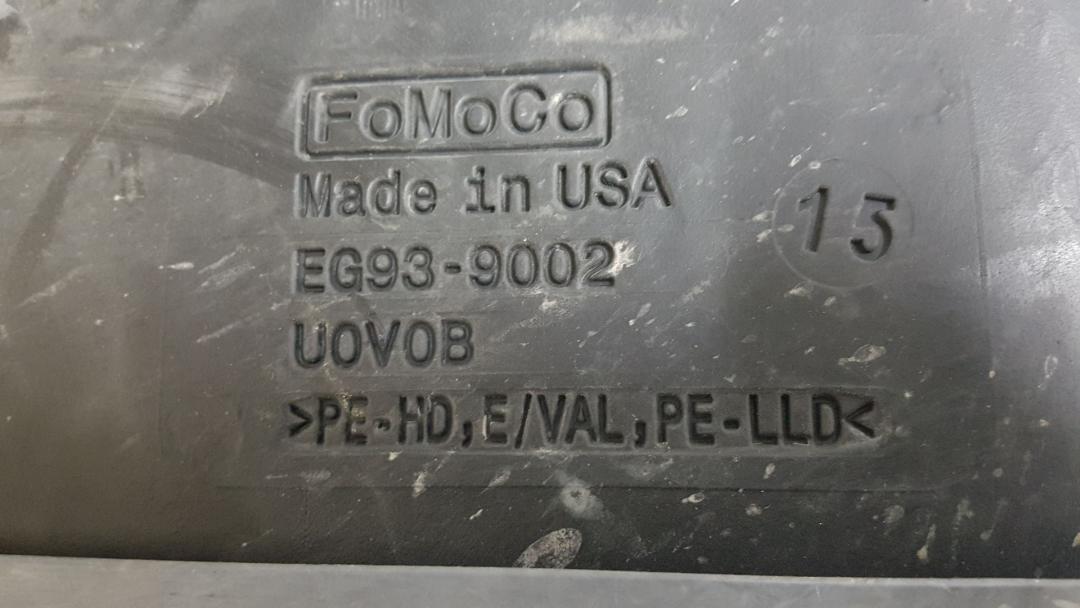 FoMoCo
Made in USA
EG93-9002
U0V0B
>PE-HD,E/VAL,PE-LLD<
15